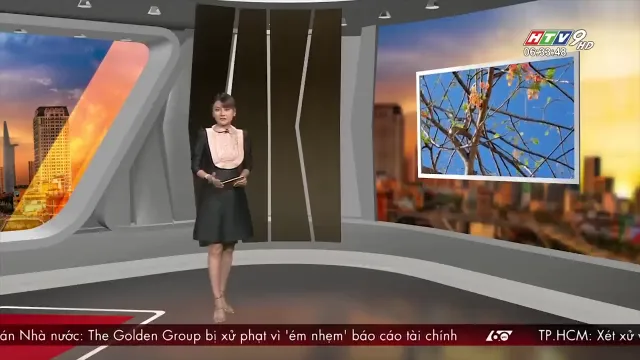 HTV9 HD
06:33:48
án Nhà nước: The Golden Group bị xử phạt vì 'ém nhẹm' báo cáo tài chính 60 TP.HCM: Xét xử v